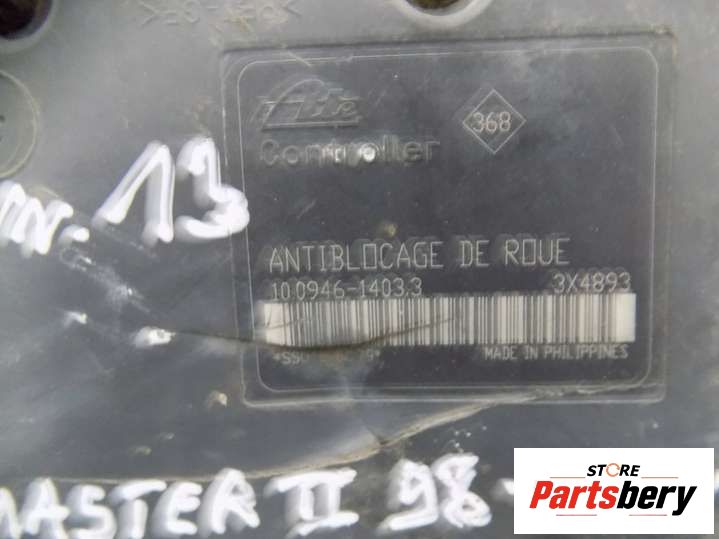 Ate
368
Controller
13
ANTIBLOCAGE DE ROUE
10.0946-1403.3 3X4893
MADE IN PHILIPPINES
MASTER II 98-
STORE
Partsbery